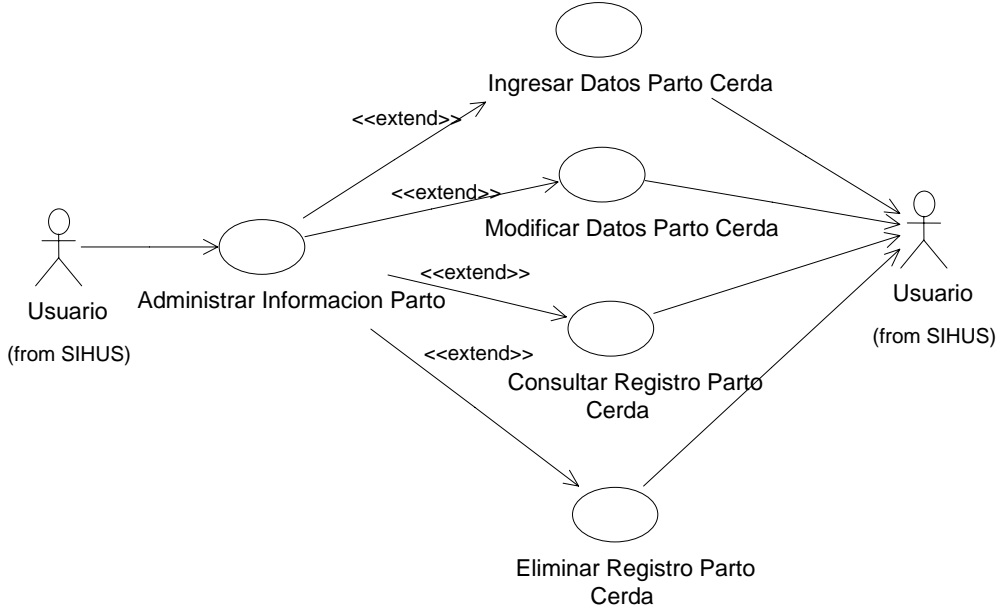 Ingresar Datos Parto Cerda
<<extend>>
<<extend>>
Modificar Datos Parto Cerda
Usuario
(from SIHUS)
Administrar Informacion Parto
<<extend>>
Usuario
(from SIHUS)
<<extend>>
Consultar Registro Parto
Cerda
Eliminar Registro Parto
Cerda